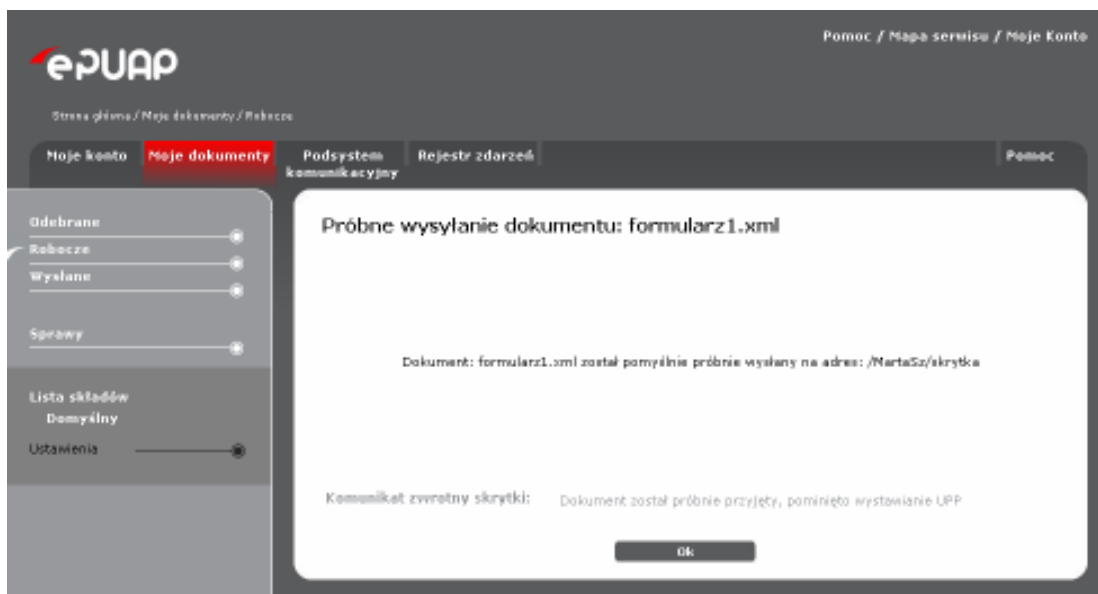 Pomoc / Mapa serwisu / Moje Konto
ePUAP
Strona główna / Moje dokumenty / Robocze
Moje konto
Moje dokumenty
Podsystem
komunikacyjny
Rejestr zdarzeń
Pomoc
Odebrane
Robocze
Wysłane
Sprawy
Lista składów
Domyślny
Ustawienia
Próbne wysyłanie dokumentu: formularz1.xml
Dokument: formularz1.xml został pomyślnie próbnie wysłany na adres: /MartaSz/skrytka
Komunikat zwrotny skrytki: Dokument został próbnie przyjęty, pominięto wystawianie UPP
Ok